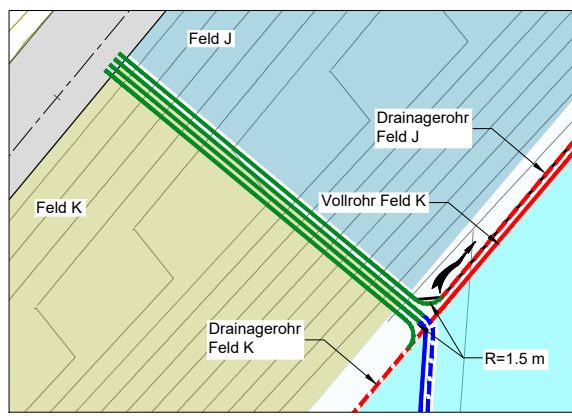 Feld J
Drainagerohr
Feld J
Vollrohr Feld K
Feld K
Drainagerohr
Feld K
R=1.5 m